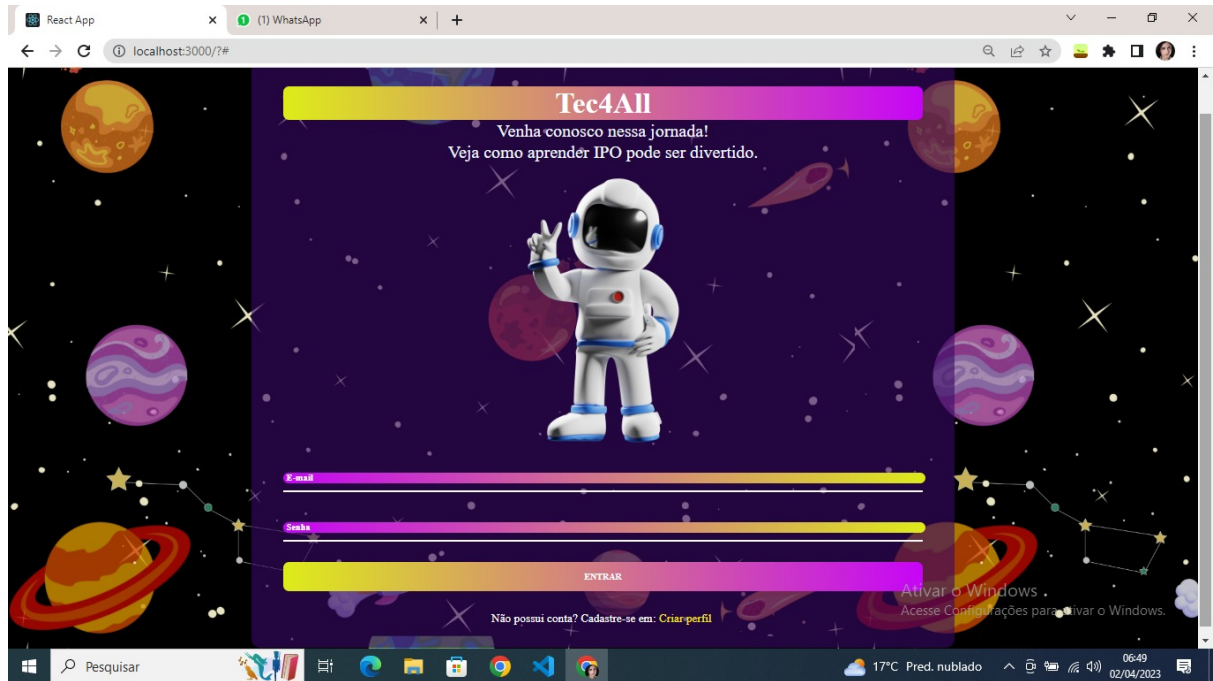 React App
(1) WhatsApp
localhost:3000/?#
Tec4All
Venha conosco nessa jornada!
Veja como aprender IPO pode ser divertido.
E-mail
Senha
ENTRAR
Não possui conta? Cadastre-se em: Criar perfil
Ativar o Windows
Acesse Configurações para ativar o Windows.
Pesquisar
17°C Pred. nublado
06:49
02/04/2023